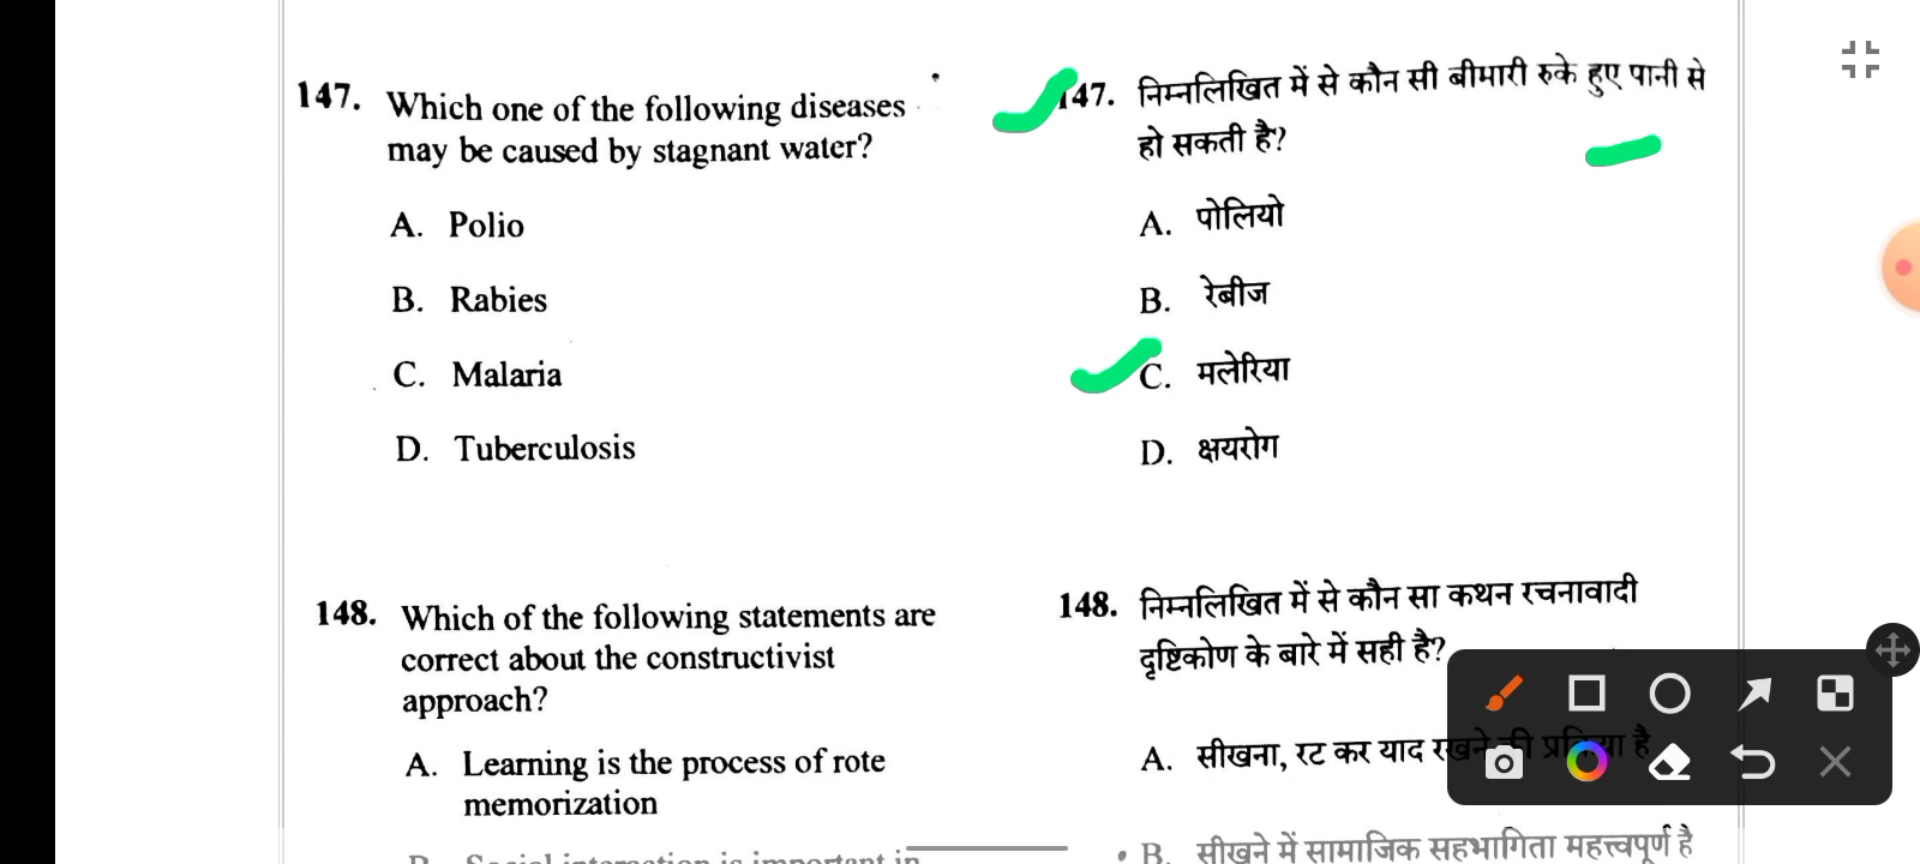 147. Which one of the following diseases
may be caused by stagnant water?
A. Polio
B. Rabies
C. Malaria
D. Tuberculosis
148. Which of the following statements are
correct about the constructivist
approach?
A. Learning is the process of rote
memorization
147. निम्नलिखित में से कौन सी बीमारी रुके हुए पानी से
हो सकती है?
A. पोलियो
B. रेबीज
C. मलेरिया
D. क्षयरोग
148. निम्नलिखित में से कौन सा कथन रचनावादी
दृष्टिकोण के बारे में सही है?
A. सीखना, रट कर याद रखने की प्रक्रिया है
B. सीखने में सामाजिक सहभागिता महत्त्वपूर्ण है